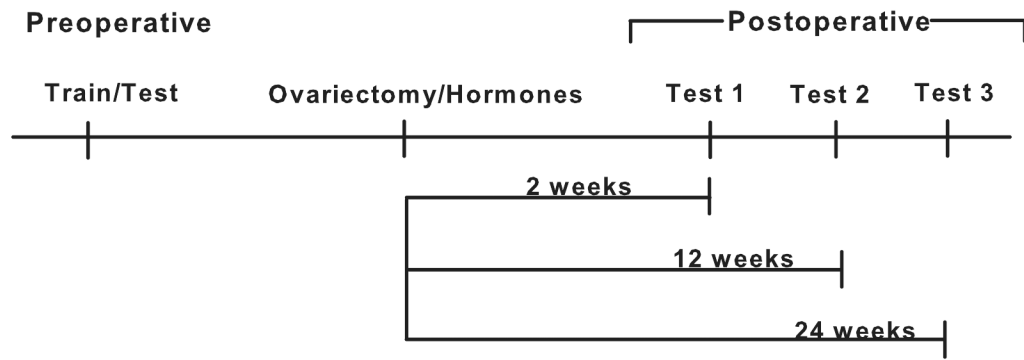 Preoperative
Postoperative
Train/Test
Ovariectomy/Hormones
Test 1
Test 2
Test 3
2 weeks
12 weeks
24 weeks